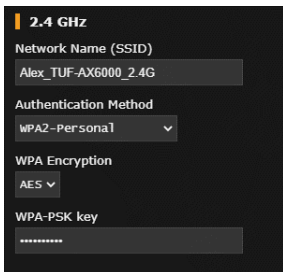 2.4 GHz
Network Name (SSID)
Alex_TUF-AX6000_2.4G
Authentication Method
WPA2-Personal
WPA Encryption
AES
WPA-PSK key
••••••••••